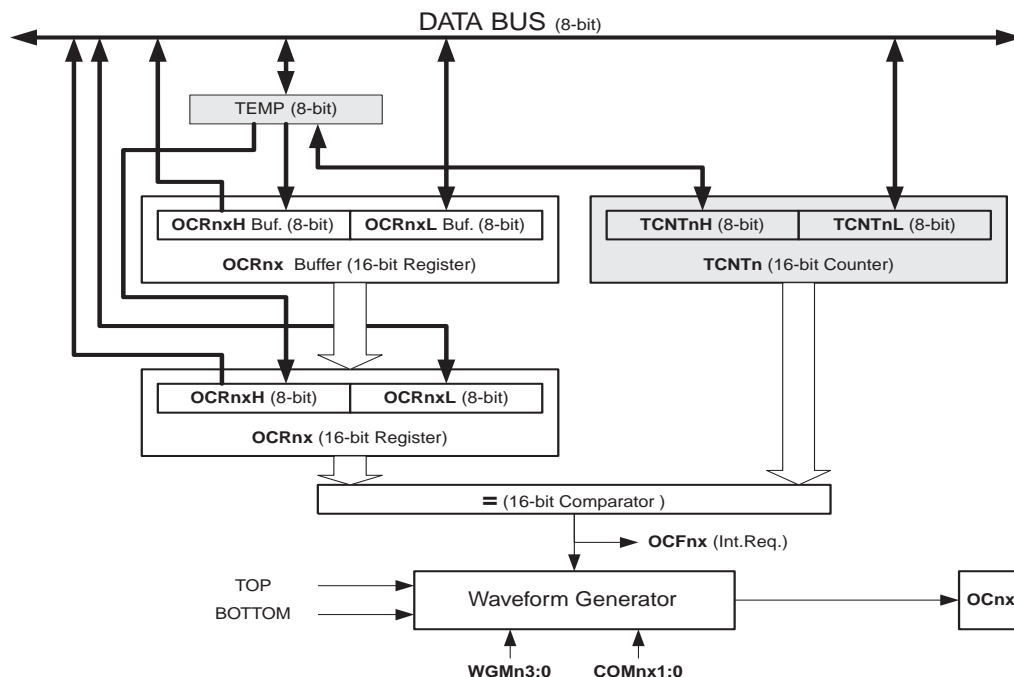 DATA BUS (8-bit)
TEMP (8-bit)
OCRnxH Buf. (8-bit) OCRnxL Buf. (8-bit)
OCRnx Buffer (16-bit Register)
TCNTnH (8-bit) TCNTnL (8-bit)
TCNTn (16-bit Counter)
OCRnxH (8-bit) OCRnxL (8-bit)
OCRnx (16-bit Register)
= (16-bit Comparator )
OCFnx (Int.Req.)
TOP
BOTTOM
Waveform Generator
OCnx
WGMn3:0 COMnx1:0